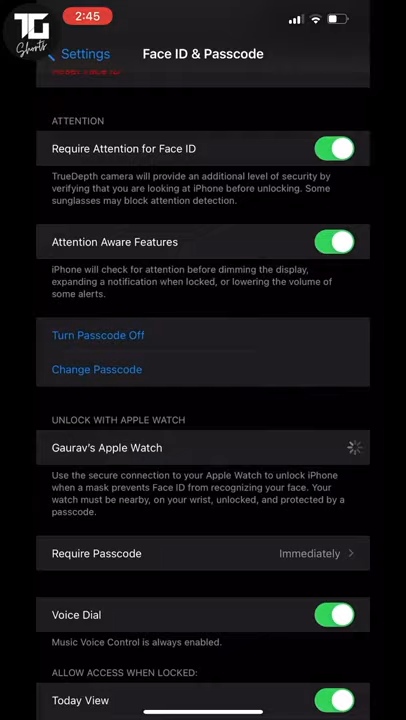 TG
Shorts
2:45
Settings
Face ID & Passcode
Reset Face ID
ATTENTION
Require Attention for Face ID
TrueDepth camera will provide an additional level of security by
verifying that you are looking at iPhone before unlocking. Some
sunglasses may block attention detection.
Attention Aware Features
iPhone will check for attention before dimming the display,
expanding a notification when locked, or lowering the volume of
some alerts.
Turn Passcode Off
Change Passcode
UNLOCK WITH APPLE WATCH
Gaurav's Apple Watch
Use the secure connection to your Apple Watch to unlock iPhone
when a mask prevents Face ID from recognizing your face. Your
watch must be nearby, on your wrist, unlocked, and protected by a
passcode.
Require Passcode
Immediately
Voice Dial
Music Voice Control is always enabled.
ALLOW ACCESS WHEN LOCKED:
Today View